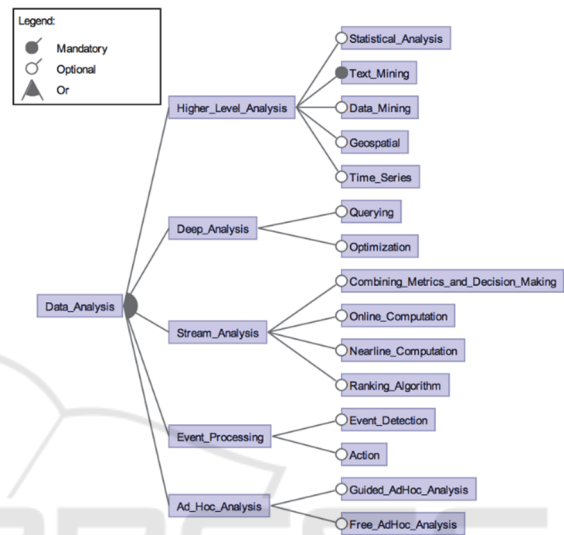 Legend:
Mandatory
Optional
Or
Statistical_Analysis
Text_Mining
Higher_Level_Analysis
Data_Mining
Geospatial
Time_Series
Querying
Deep_Analysis
Optimization
Combining_Metrics_and_Decision_Making
Data_Analysis
Online_Computation
Stream_Analysis
Nearline_Computation
Ranking_Algorithm
Event_Detection
Event_Processing
Action
Guided_AdHoc_Analysis
Ad_Hoc_Analysis
Free_AdHoc_Analysis